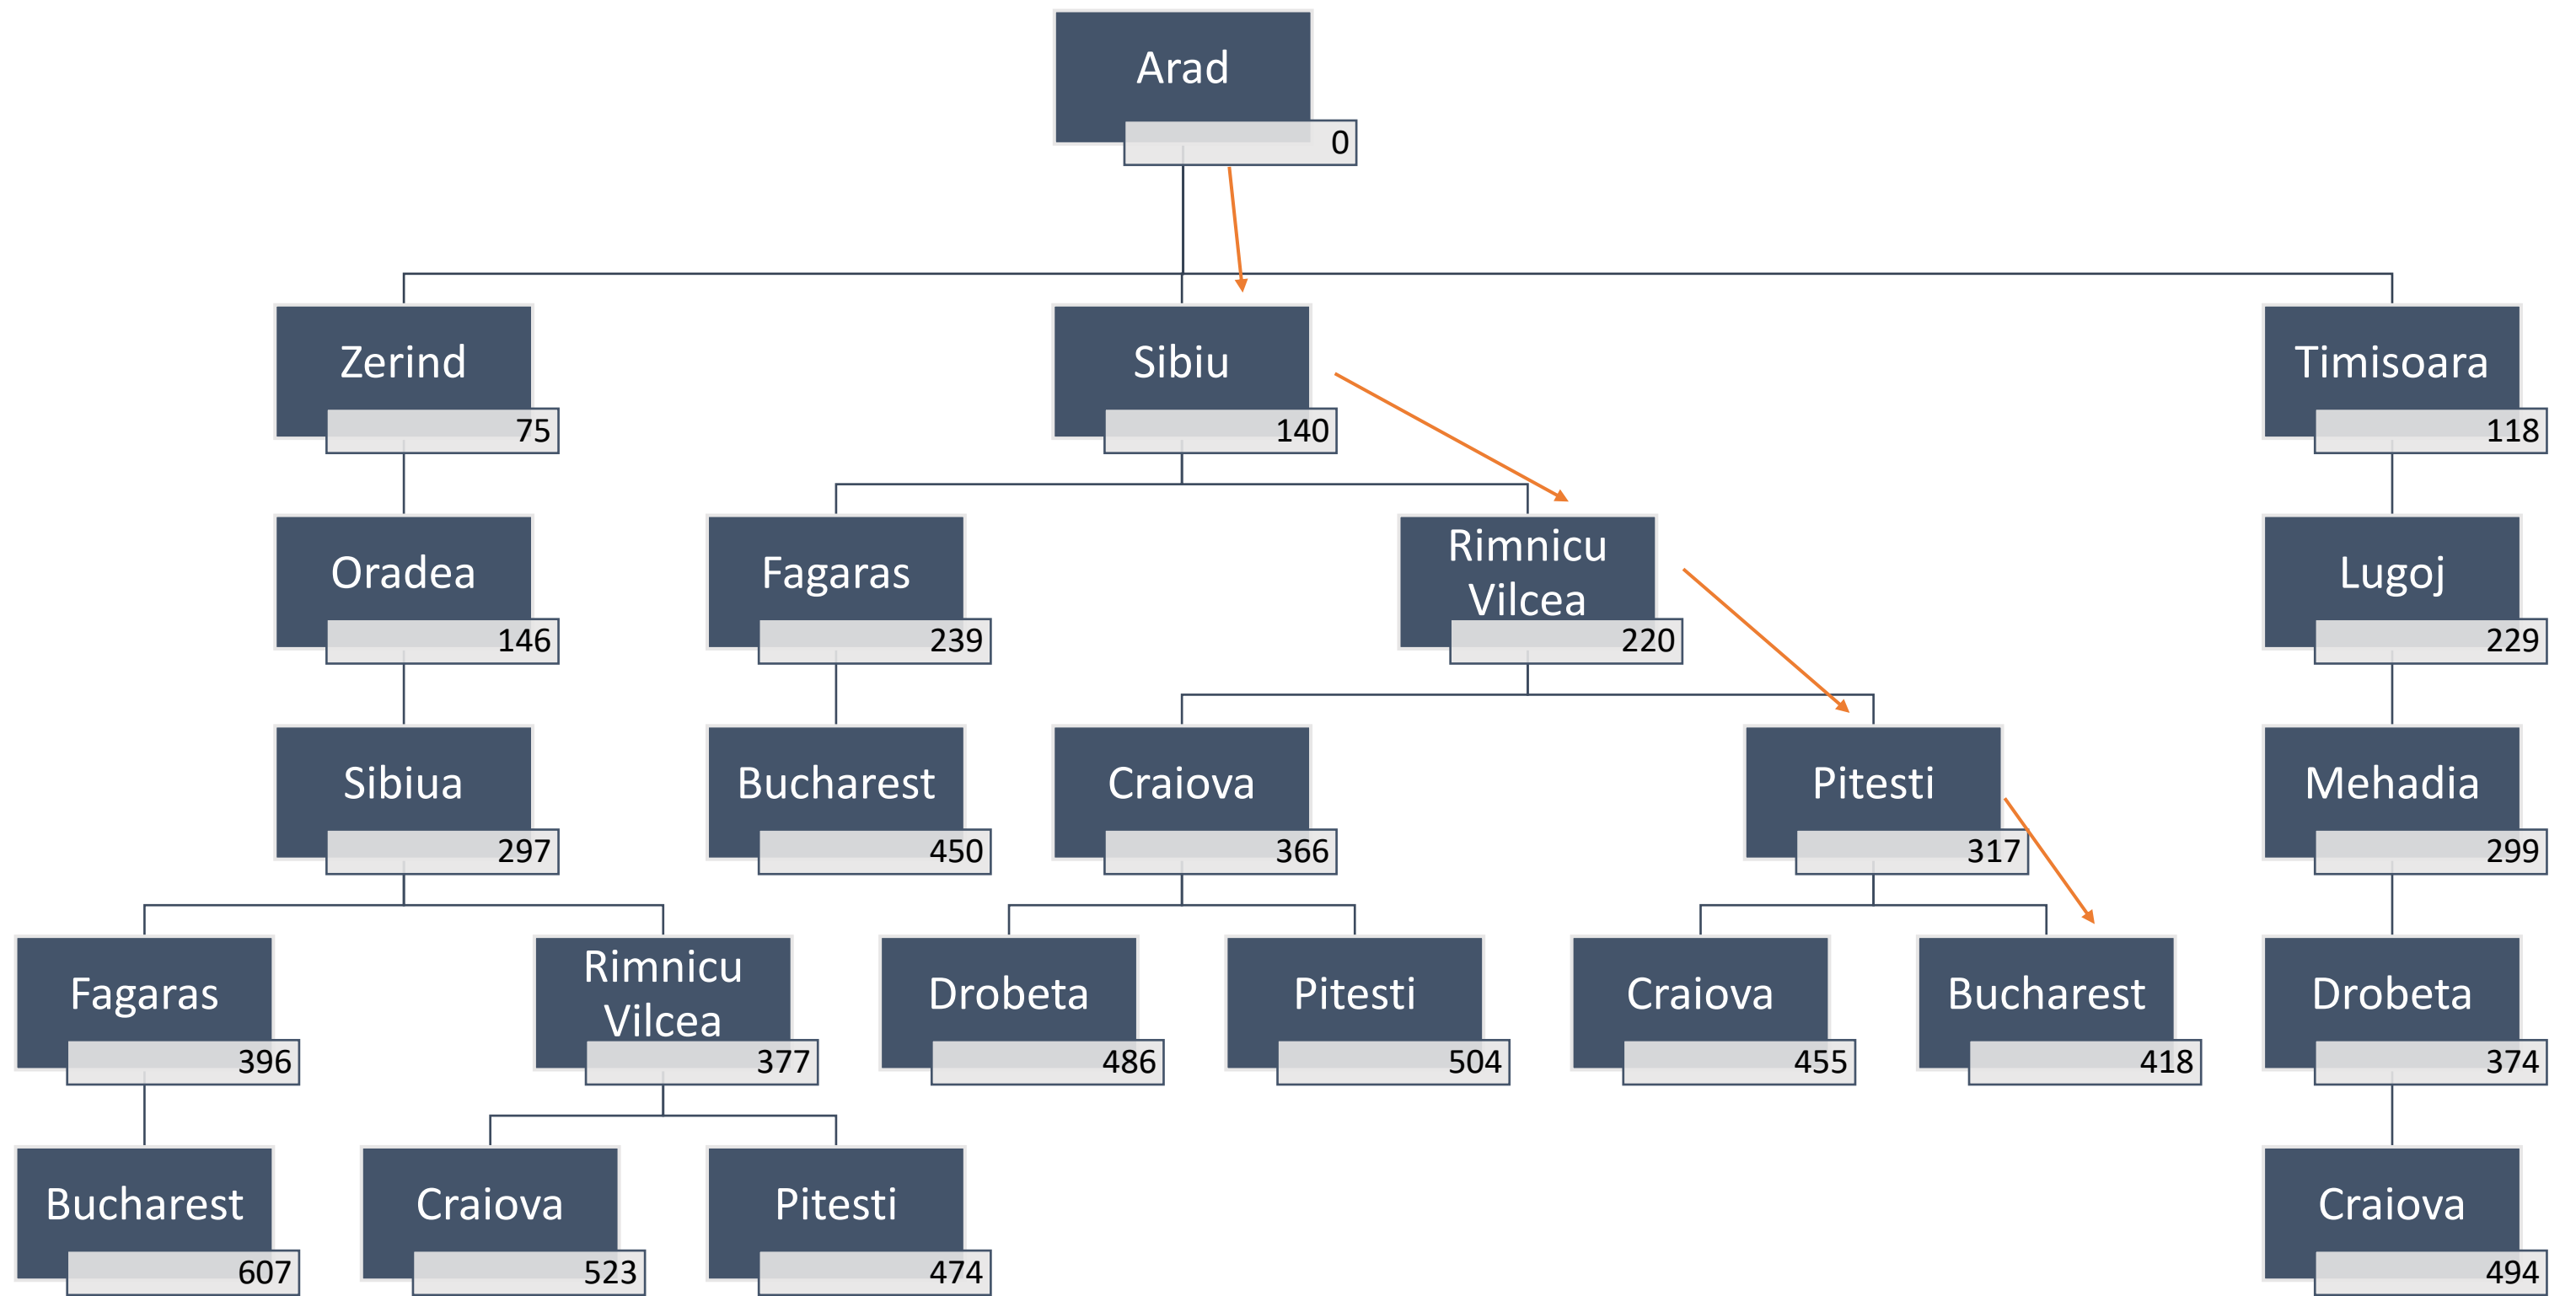 Arad
0
Zerind
75
Sibiu
140
Timisoara
118
Oradea
146
Fagaras
239
Rimnicu
Vilcea
220
Lugoj
229
Sibiua
297
Bucharest
450
Craiova
366
Pitesti
317
Mehadia
299
Fagaras
396
Rimnicu
Vilcea
377
Drobeta
486
Pitesti
504
Craiova
455
Bucharest
418
Drobeta
374
Bucharest
607
Craiova
523
Pitesti
474
Craiova
494